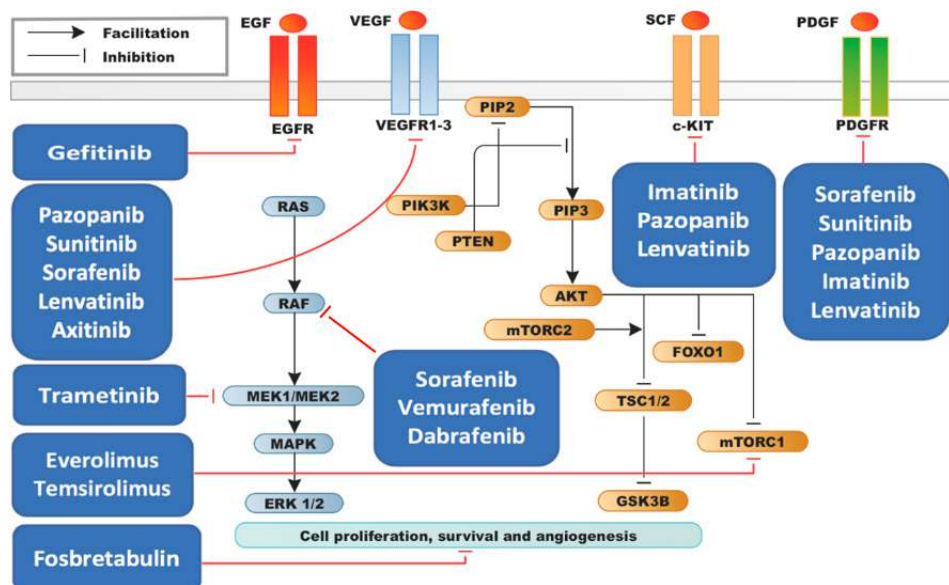 Facilitation
Inhibition
EGF
VEGF
SCF
PDGF
EGFR
VEGFR1-3
PIP2
c-KIT
PDGFR
Gefitinib
Pazopanib
Sunitinib
Sorafenib
Lenvatinib
Axitinib
RAS
PIK3K
PTEN
PIP3
Imatinib
Pazopanib
Lenvatinib
Sorafenib
Sunitinib
Pazopanib
Imatinib
Lenvatinib
RAF
AKT
mTORC2
FOXO1
Trametinib
MEK1/MEK2
Sorafenib
Vemurafenib
Dabrafenib
TSC1/2
MAPK
mTORC1
Everolimus
Temsirolimus
ERK 1/2
GSK3B
Cell proliferation, survival and angiogenesis
Fosbretabulin